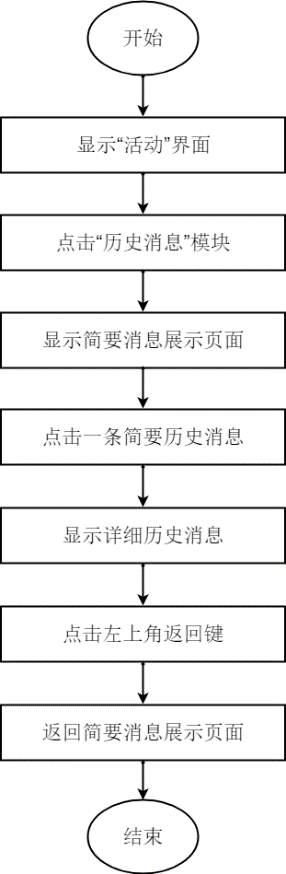 开始
显示“活动”界面
点击“历史消息”模块
显示简要消息展示页面
点击一条简要历史消息
显示详细历史消息
点击左上角返回键
返回简要消息展示页面
结束